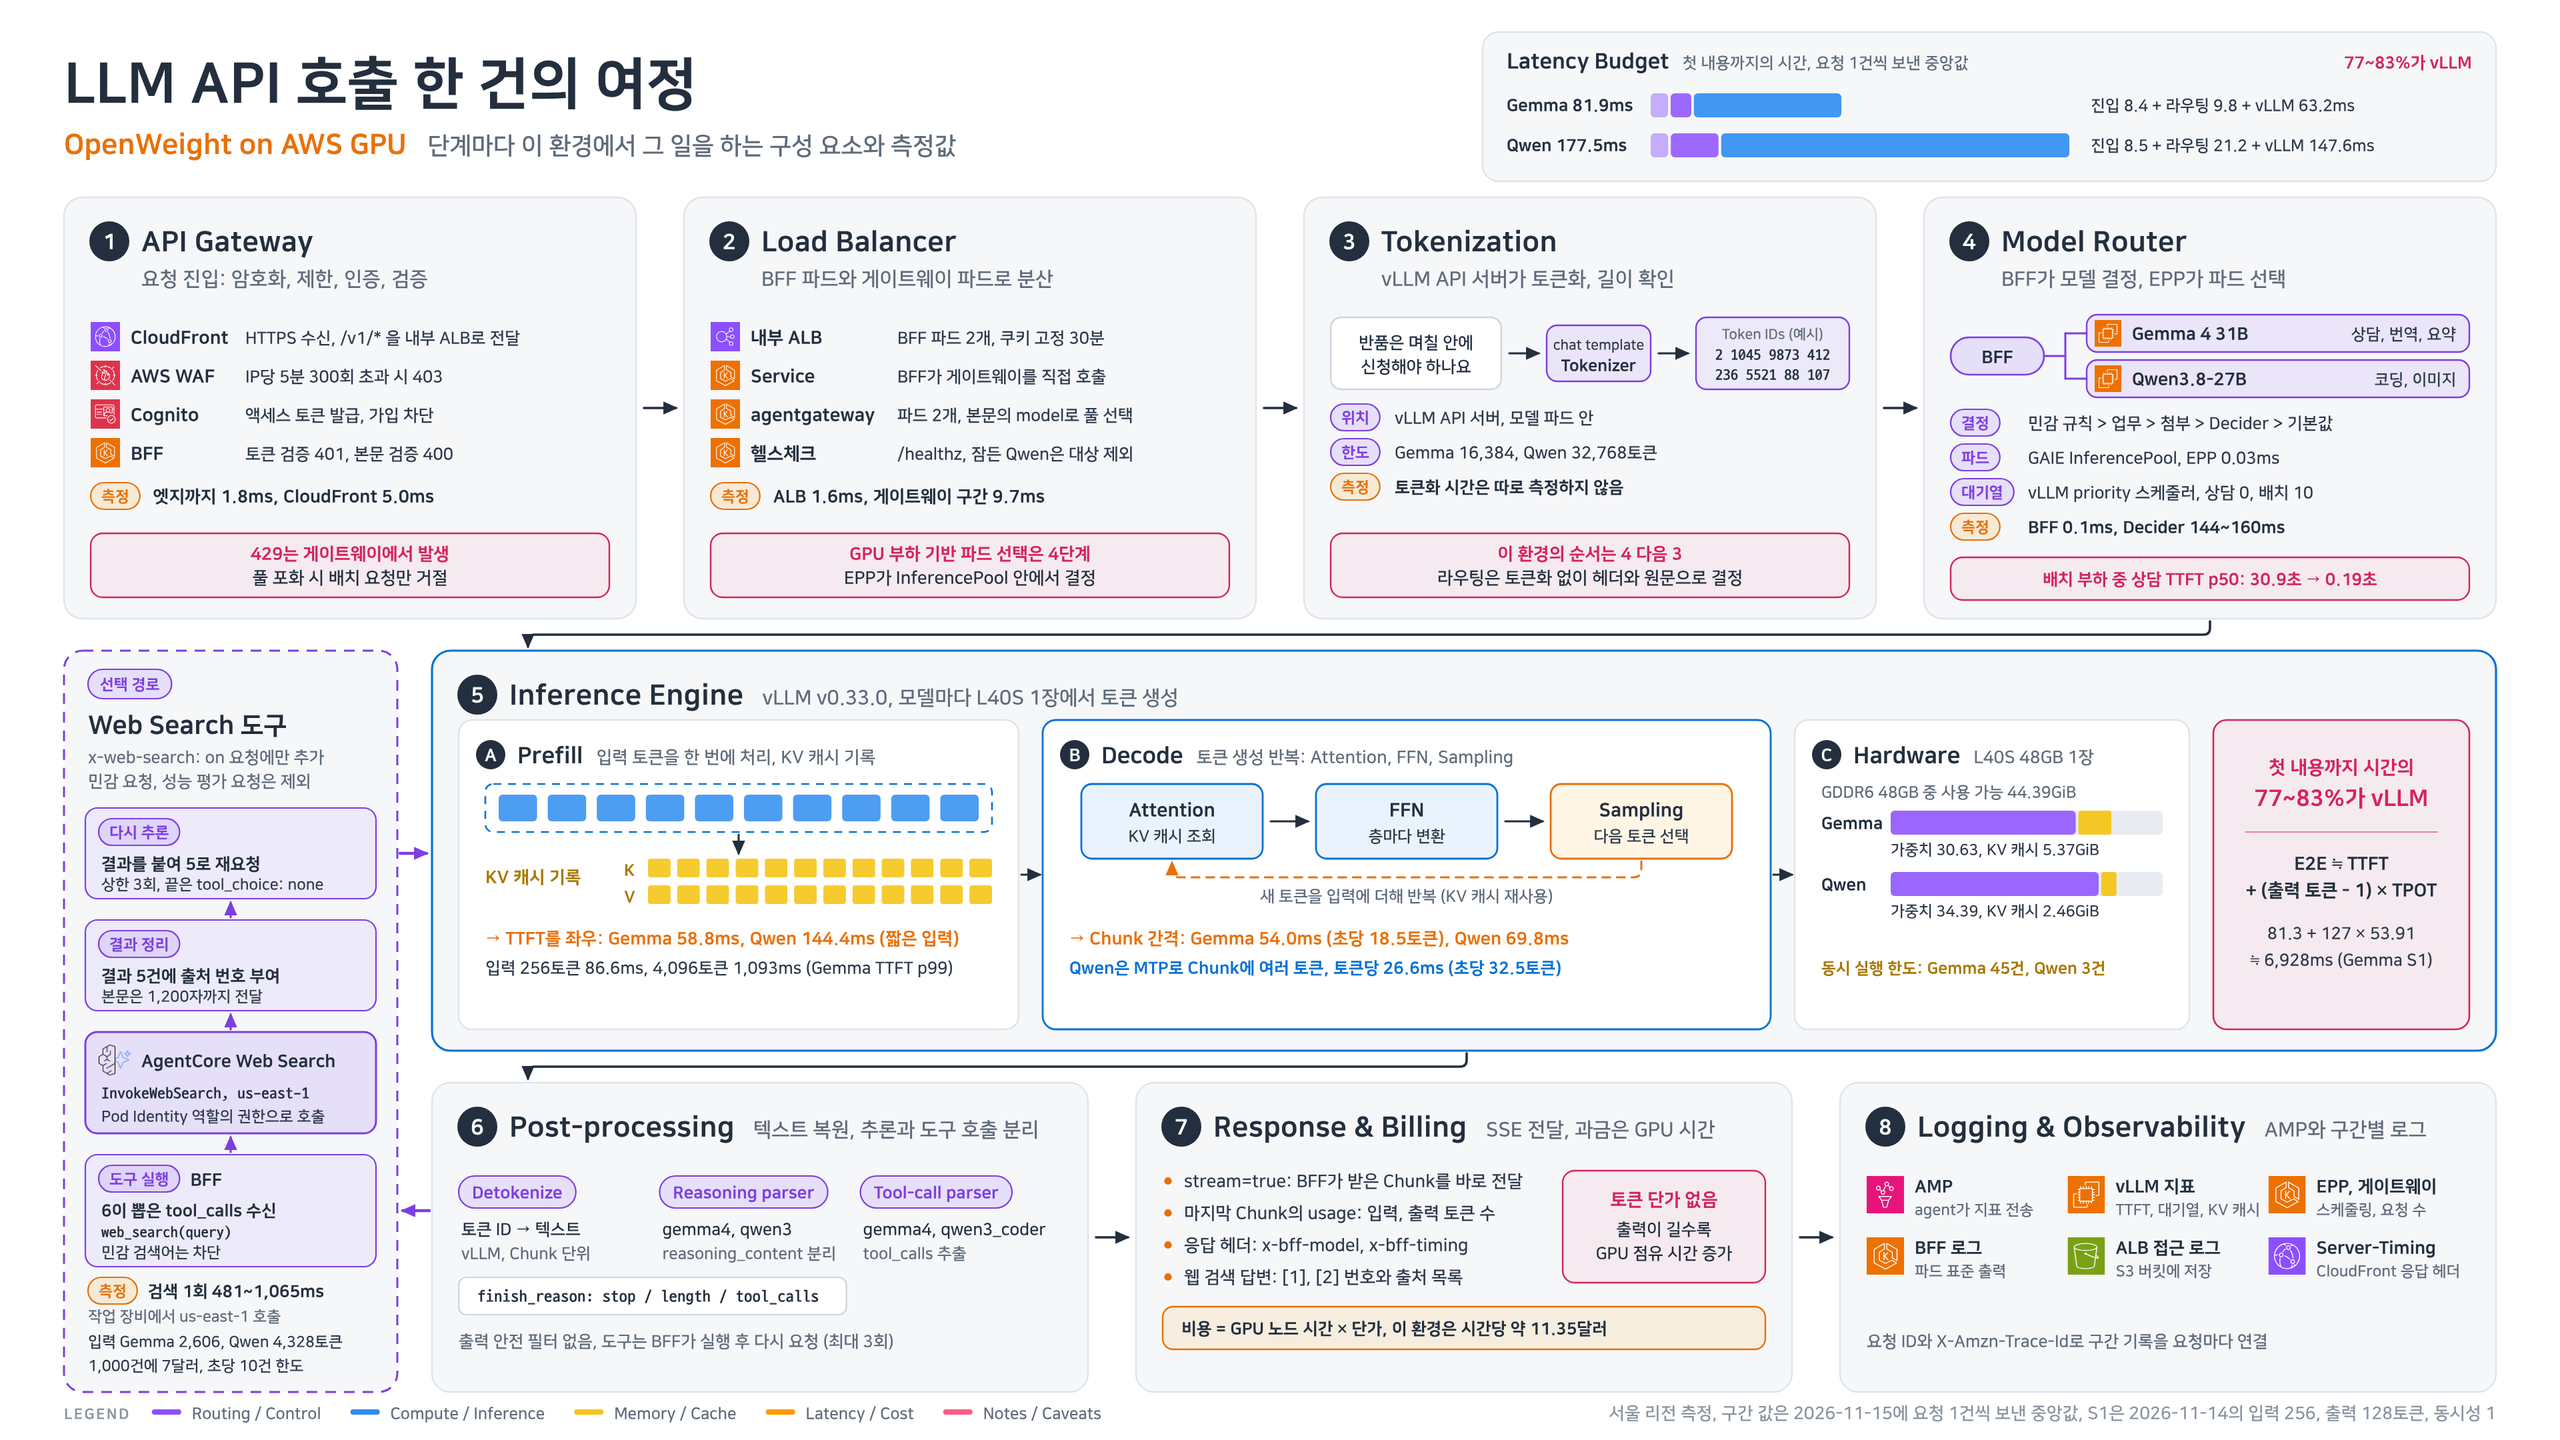 LLM API 호출 한 건의 여정
OpenWeight on AWS GPU 단계마다 이 환경에서 그 일을 하는 구성 요소와 측정값
Latency Budget 첫 내용까지의 시간, 요청 1건씩 보낸 중앙값 77~83%가 vLLM
Gemma 81.9ms 진입 8.4 + 라우팅 9.8 + vLLM 63.2ms
Qwen 177.5ms 진입 8.5 + 라우팅 21.2 + vLLM 147.6ms
1 API Gateway
요청 진입: 암호화, 제한, 인증, 검증
CloudFront HTTPS 수신, /v1/* 을 내부 ALB로 전달
AWS WAF IP당 5분 300회 초과 시 403
Cognito 액세스 토큰 발급, 가입 차단
BFF 토큰 검증 401, 본문 검증 400
측정 엣지까지 1.8ms, CloudFront 5.0ms
429는 게이트웨이에서 발생
풀 포화 시 배치 요청만 거절
2 Load Balancer
BFF 파드와 게이트웨이 파드로 분산
내부 ALB BFF 파드 2개, 쿠키 고정 30분
Service BFF가 게이트웨이를 직접 호출
agentgateway 파드 2개, 본문의 model로 풀 선택
헬스체크 /healthz, 잠든 Qwen은 대상 제외
측정 ALB 1.6ms, 게이트웨이 구간 9.7ms
GPU 부하 기반 파드 선택은 4단계
EPP가 InferencePool 안에서 결정
3 Tokenization
vLLM API 서버가 토큰화, 길이 확인
반품은 며칠 안에
신청해야 하나요
chat template
Tokenizer
Token IDs (예시)
2 1045 9873 412
236 5521 88 107
위치 vLLM API 서버, 모델 파드 안
한도 Gemma 16,384, Qwen 32,768토큰
측정 토큰화 시간은 따로 측정하지 않음
이 환경의 순서는 4 다음 3
라우팅은 토큰화 없이 헤더와 원문으로 결정
4 Model Router
BFF가 모델 결정, EPP가 파드 선택
BFF
Gemma 4 31B 상담, 번역, 요약
Qwen3.8-27B 코딩, 이미지
결정 민감 규칙 > 업무 > 첨부 > Decider > 기본값
파드 GAIE InferencePool, EPP 0.03ms
대기열 vLLM priority 스케줄러, 상담 0, 배치 10
측정 BFF 0.1ms, Decider 144~160ms
배치 부하 중 상담 TTFT p50: 30.9초 → 0.19초
선택 경로
Web Search 도구
x-web-search: on 요청에만 추가
민감 요청, 성능 평가 요청은 제외
다시 추론
결과를 붙여 5로 재요청
상한 3회, 끝은 tool_choice: none
결과 정리
결과 5건에 출처 번호 부여
본문은 1,200자까지 전달
AgentCore Web Search
InvokeWebSearch, us-east-1
Pod Identity 역할의 권한으로 호출
도구 실행 BFF
6이 뽑은 tool_calls 수신
web_search(query)
민감 검색어는 차단
측정 검색 1회 481~1,065ms
작업 장비에서 us-east-1 호출
입력 Gemma 2,606, Qwen 4,328토큰
1,000건에 7달러, 초당 10건 한도
5 Inference Engine vLLM v0.33.0, 모델마다 L40S 1장에서 토큰 생성
A Prefill 입력 토큰을 한 번에 처리, KV 캐시 기록
KV 캐시 기록
K
V
→ TTFT를 좌우: Gemma 58.8ms, Qwen 144.4ms (짧은 입력)
입력 256토큰 86.6ms, 4,096토큰 1,093ms (Gemma TTFT p99)
B Decode 토큰 생성 반복: Attention, FFN, Sampling
Attention
KV 캐시 조회
FFN
층마다 변환
Sampling
다음 토큰 선택
새 토큰을 입력에 더해 반복 (KV 캐시 재사용)
→ Chunk 간격: Gemma 54.0ms (초당 18.5토큰), Qwen 69.8ms
Qwen은 MTP로 Chunk에 여러 토큰, 토큰당 26.6ms (초당 32.5토큰)
C Hardware L40S 48GB 1장
GDDR6 48GB 중 사용 가능 44.39GiB
Gemma
가중치 30.63, KV 캐시 5.37GiB
Qwen
가중치 34.39, KV 캐시 2.46GiB
동시 실행 한도: Gemma 45건, Qwen 3건
첫 내용까지 시간의
77~83%가 vLLM
E2E ≒ TTFT
+ (출력 토큰 - 1) × TPOT
81.3 + 127 × 53.91
≒ 6,928ms (Gemma S1)
6 Post-processing 텍스트 복원, 추론과 도구 호출 분리
Detokenize
토큰 ID → 텍스트
vLLM, Chunk 단위
Reasoning parser
gemma4, qwen3
reasoning_content 분리
Tool-call parser
gemma4, qwen3_coder
tool_calls 추출
finish_reason: stop / length / tool_calls
출력 안전 필터 없음, 도구는 BFF가 실행 후 다시 요청 (최대 3회)
7 Response & Billing SSE 전달, 과금은 GPU 시간
• stream=true: BFF가 받은 Chunk를 바로 전달
• 마지막 Chunk의 usage: 입력, 출력 토큰 수
• 응답 헤더: x-bff-model, x-bff-timing
• 웹 검색 답변: [1], [2] 번호와 출처 목록
토큰 단가 없음
출력이 길수록
GPU 점유 시간 증가
비용 = GPU 노드 시간 × 단가, 이 환경은 시간당 약 11.35달러
8 Logging & Observability AMP와 구간별 로그
AMP
agent가 지표 전송
vLLM 지표
TTFT, 대기열, KV 캐시
EPP, 게이트웨이
스케줄링, 요청 수
BFF 로그
파드 표준 출력
ALB 접근 로그
S3 버킷에 저장
Server-Timing
CloudFront 응답 헤더
요청 ID와 X-Amzn-Trace-Id로 구간 기록을 요청마다 연결
LEGEND Routing / Control Compute / Inference Memory / Cache Latency / Cost Notes / Caveats
서울 리전 측정, 구간 값은 2026-11-15에 요청 1건씩 보낸 중앙값, S1은 2026-11-14의 입력 256, 출력 128토큰, 동시성 1